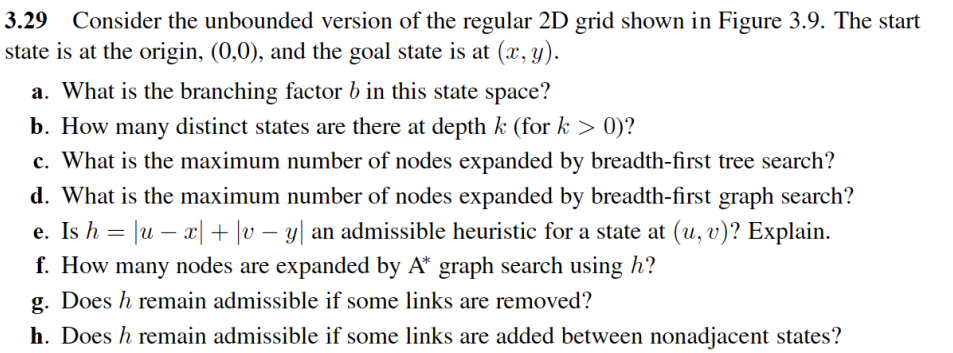 3.29 Consider the unbounded version of the regular 2D grid shown in Figure 3.9. The start
state is at the origin, (0,0), and the goal state is at (x, y).
a. What is the branching factor b in this state space?
b. How many distinct states are there at depth k (for k > 0)?
c. What is the maximum number of nodes expanded by breadth-first tree search?
d. What is the maximum number of nodes expanded by breadth-first graph search?
e. Is h = |u − x| + |v − y| an admissible heuristic for a state at (u, v)? Explain.
f. How many nodes are expanded by A* graph search using h?
g. Does h remain admissible if some links are removed?
h. Does h remain admissible if some links are added between nonadjacent states?